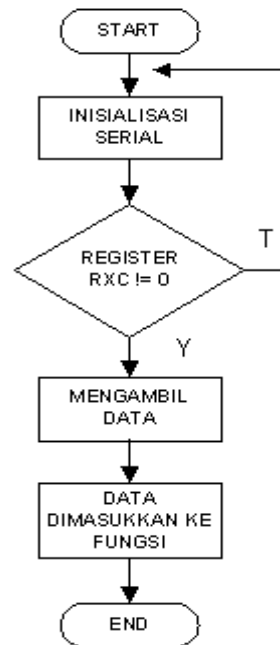 START
INISIALISASI
SERIAL
REGISTER
RXC != 0
T
Y
MENGAMBIL
DATA
DATA
DIMASUKKAN KE
FUNGSI
END